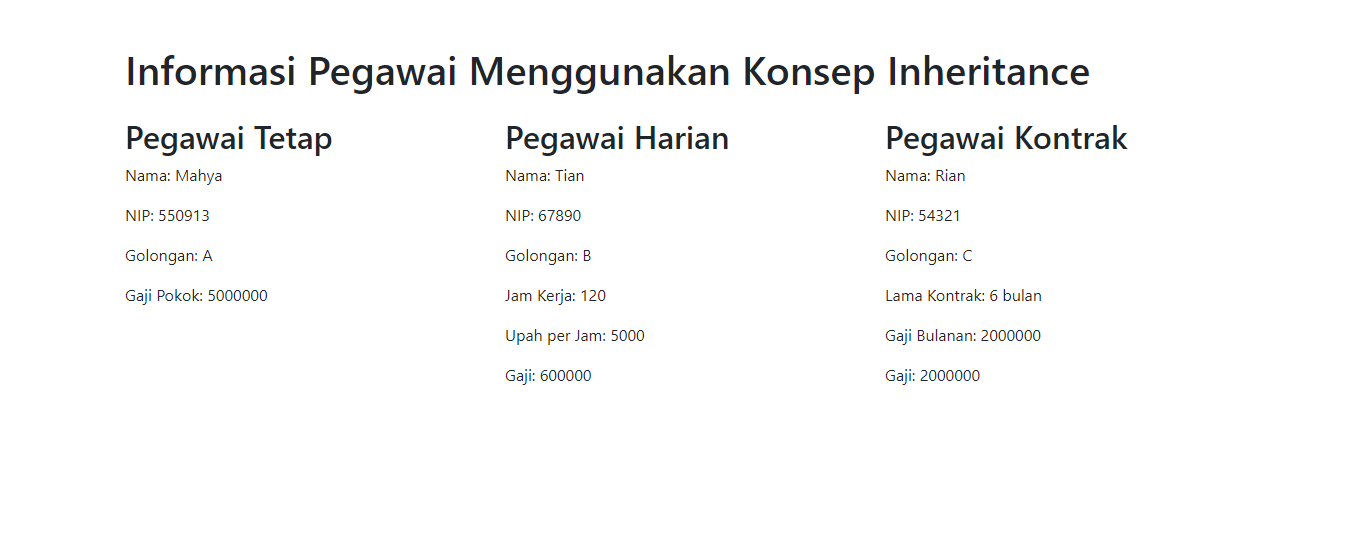 Informasi Pegawai Menggunakan Konsep Inheritance
Pegawai Tetap
Nama: Mahya
NIP: 550913
Golongan: A
Gaji Pokok: 5000000
Pegawai Harian
Nama: Tian
NIP: 67890
Golongan: B
Jam Kerja: 120
Upah per Jam: 5000
Gaji: 600000
Pegawai Kontrak
Nama: Rian
NIP: 54321
Golongan: C
Lama Kontrak: 6 bulan
Gaji Bulanan: 2000000
Gaji: 2000000